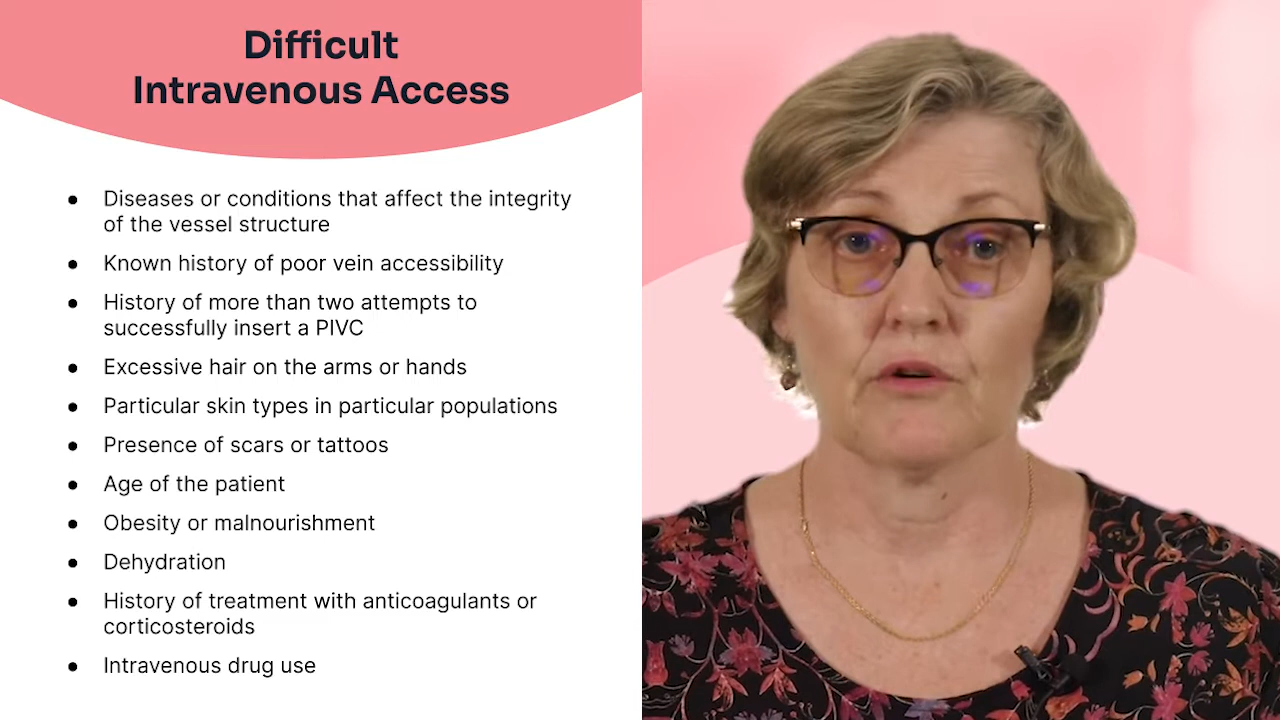 Difficult
Intravenous Access
● Diseases or conditions that affect the integrity
of the vessel structure
● Known history of poor vein accessibility
● History of more than two attempts to
successfully insert a PIVC
● Excessive hair on the arms or hands
● Particular skin types in particular populations
● Presence of scars or tattoos
● Age of the patient
● Obesity or malnourishment
● Dehydration
● History of treatment with anticoagulants or
corticosteroids
● Intravenous drug use